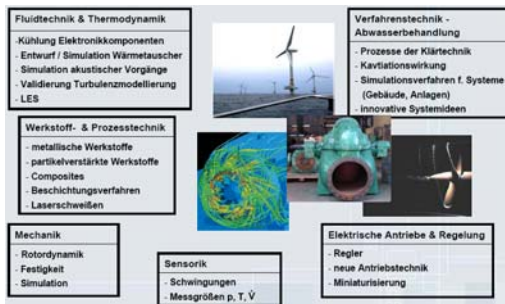 Fluidtechnik & Thermodynamik
-Kühlung Elektronikkomponenten
- Entwurf / Simulation Wärmetauscher
- Simulation akustischer Vorgänge
- Validierung Turbulenzmodellierung
- LES
Verfahrenstechnik -
Abwasserbehandlung
- Prozesse der Klärtechnik
- Kavtiationswirkung
- Simulationsverfahren f. Systeme
(Gebäude, Anlagen)
- innovative Systemideen
Werkstoff- & Prozesstechnik
- metallische Werkstoffe
- partikelverstärkte Werkstoffe
- Composites
- Beschichtungsverfahren
- Laserschweißen
Mechanik
- Rotordynamik
- Festigkeit
- Simulation
Sensorik
- Schwingungen
- Messgrößen p, T, V̇
Elektrische Antriebe & Regelung
- Regler
- neue Antriebstechnik
- Miniaturisierung